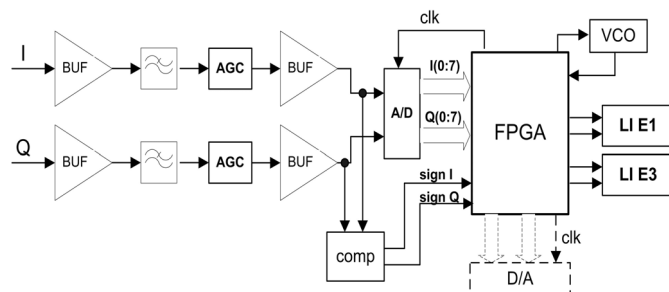 clk
VCO
I
BUF
AGC
BUF
I(0:7)
A/D
FPGA
Q(0:7)
LI E1
Q
BUF
AGC
BUF
LI E3
sign I
sign Q
comp
clk
D/A